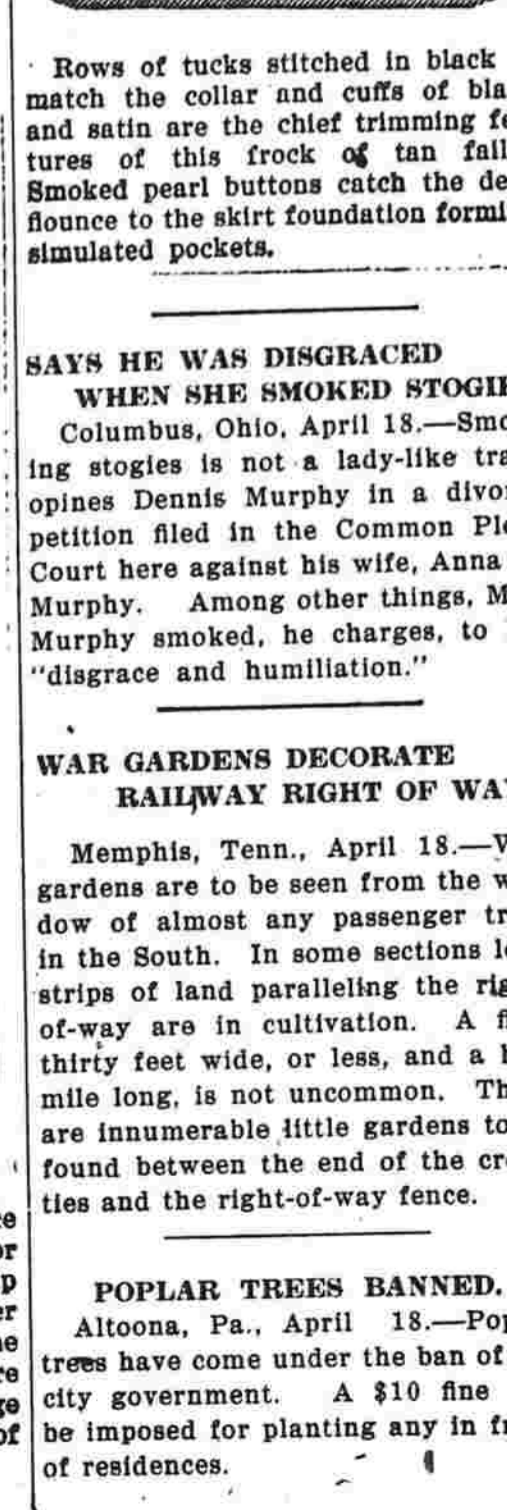 Rows of tucks stitched in black
match the collar and cuffs of bla
and satin are the chief trimming fe
tures of this frock of tan fall
Smoked pearl buttons catch the de
flounce to the skirt foundation formi
simulated pockets.
SAYS HE WAS DISGRACED
WHEN SHE SMOKED STOGIE
Columbus, Ohio, April 18.—Smo
ing stogies is not a lady-like tra
opines Dennis Murphy in a divor
petition filed in the Common Ple
Court here against his wife, Anna
Murphy. Among other things, M
Murphy smoked, he charges, to
"disgrace and humiliation."
WAR GARDENS DECORATE
RAILWAY RIGHT OF WAY
Memphis, Tenn., April 18.—W
gardens are to be seen from the w
dow of almost any passenger tr
in the South. In some sections lo
strips of land paralleling the rig
of-way are in cultivation. A fi
thirty feet wide, or less, and a h
mile long, is not uncommon. Th
are innumerable little gardens to
found between the end of the cro
ties and the right-of-way fence.
POPLAR TREES BANNED.
Altoona, Pa., April 18.—Pop
trees have come under the ban of
city government. A $10 fine
be imposed for planting any in fr
of residences.